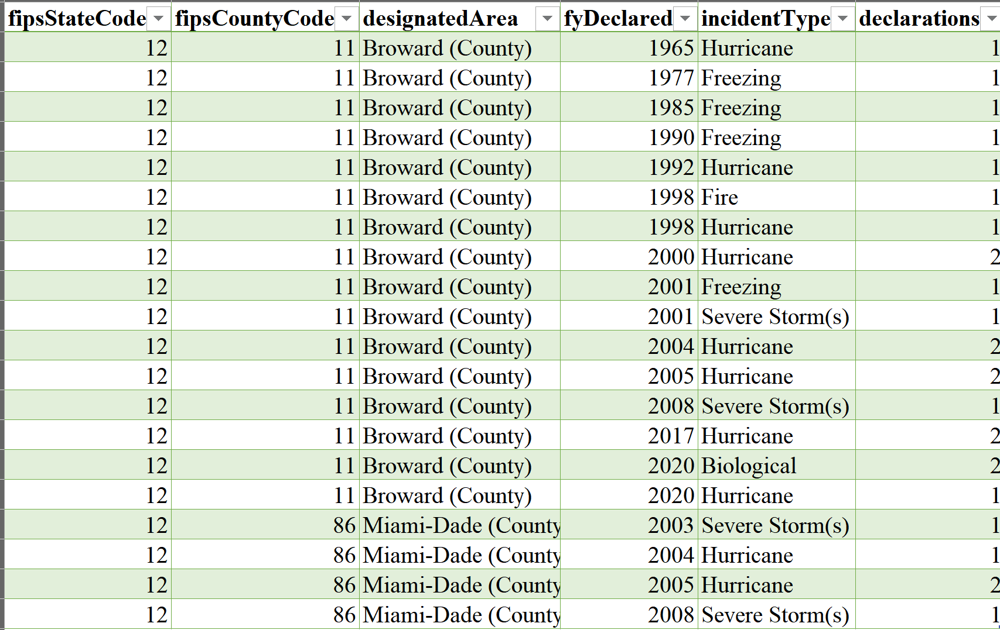 fipsStateCode fipsCountyCode designatedArea fyDeclared incidentType declarations
12 11 Broward (County) 1965 Hurricane 1
12 11 Broward (County) 1977 Freezing 1
12 11 Broward (County) 1985 Freezing 1
12 11 Broward (County) 1990 Freezing 1
12 11 Broward (County) 1992 Hurricane 1
12 11 Broward (County) 1998 Fire 1
12 11 Broward (County) 1998 Hurricane 1
12 11 Broward (County) 2000 Hurricane 2
12 11 Broward (County) 2001 Freezing 1
12 11 Broward (County) 2001 Severe Storm(s) 1
12 11 Broward (County) 2004 Hurricane 2
12 11 Broward (County) 2005 Hurricane 2
12 11 Broward (County) 2008 Severe Storm(s) 1
12 11 Broward (County) 2017 Hurricane 2
12 11 Broward (County) 2020 Biological 2
12 11 Broward (County) 2020 Hurricane 1
12 86 Miami-Dade (County 2003 Severe Storm(s) 1
12 86 Miami-Dade (County 2004 Hurricane 1
12 86 Miami-Dade (County 2005 Hurricane 2
12 86 Miami-Dade (County 2008 Severe Storm(s) 1